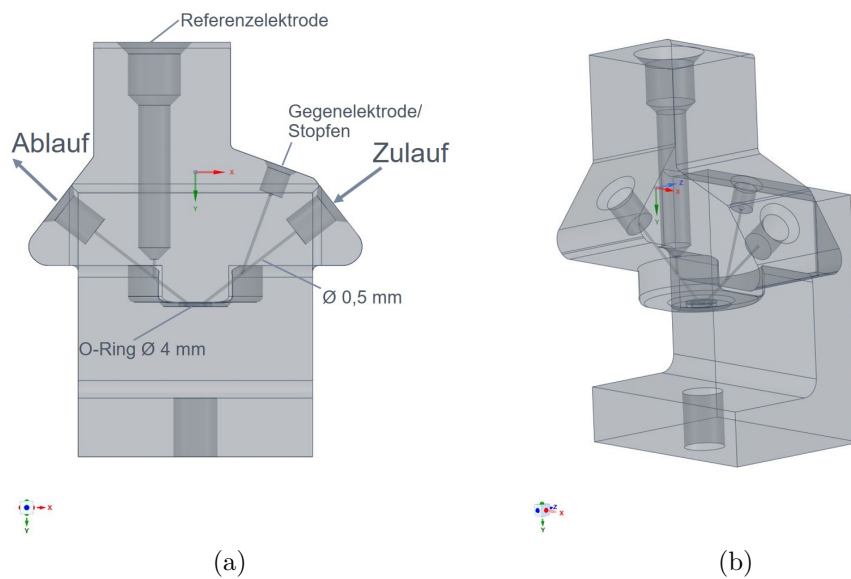 Referenzelektrode
Gegenelektrode/
Stopfen
Ablauf
Zulauf
X
Y
Z
X
Y
Ø 0,5 mm
O-Ring Ø 4 mm
X
Y
Z
X
Y
(a)
(b)